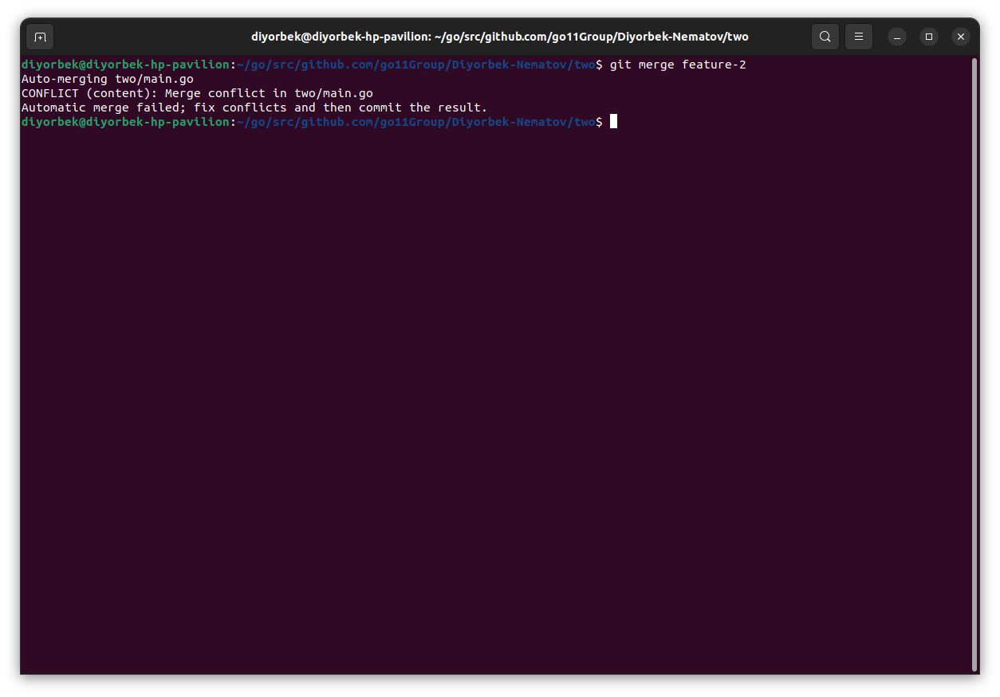 diyorbek@diyorbek-hp-pavilion: ~/go/src/github.com/go11Group/Diyorbek-Nematov/two
diyorbek@diyorbek-hp-pavilion:~/go/src/github.com/go11Group/Diyorbek-Nematov/two$ git merge feature-2
Auto-merging two/main.go
CONFLICT (content): Merge conflict in two/main.go
Automatic merge failed; fix conflicts and then commit the result.
diyorbek@diyorbek-hp-pavilion:~/go/src/github.com/go11Group/Diyorbek-Nematov/two$